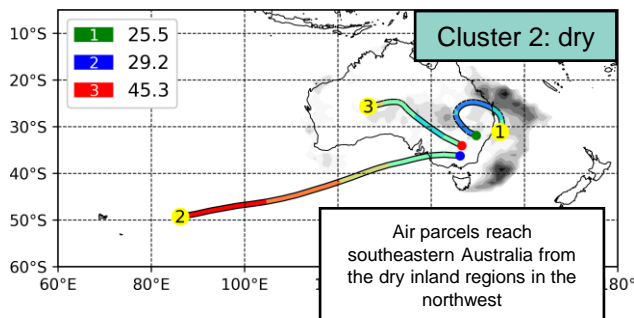 5°S
10°S
20°S
30°S
40°S
50°S
60°S
1 25.5
2 29.2
3 45.3
Cluster 2: dry
3
1
2
Air parcels reach
southeastern Australia from
the dry inland regions in the
northwest
60°E 80°E 100°E 180°